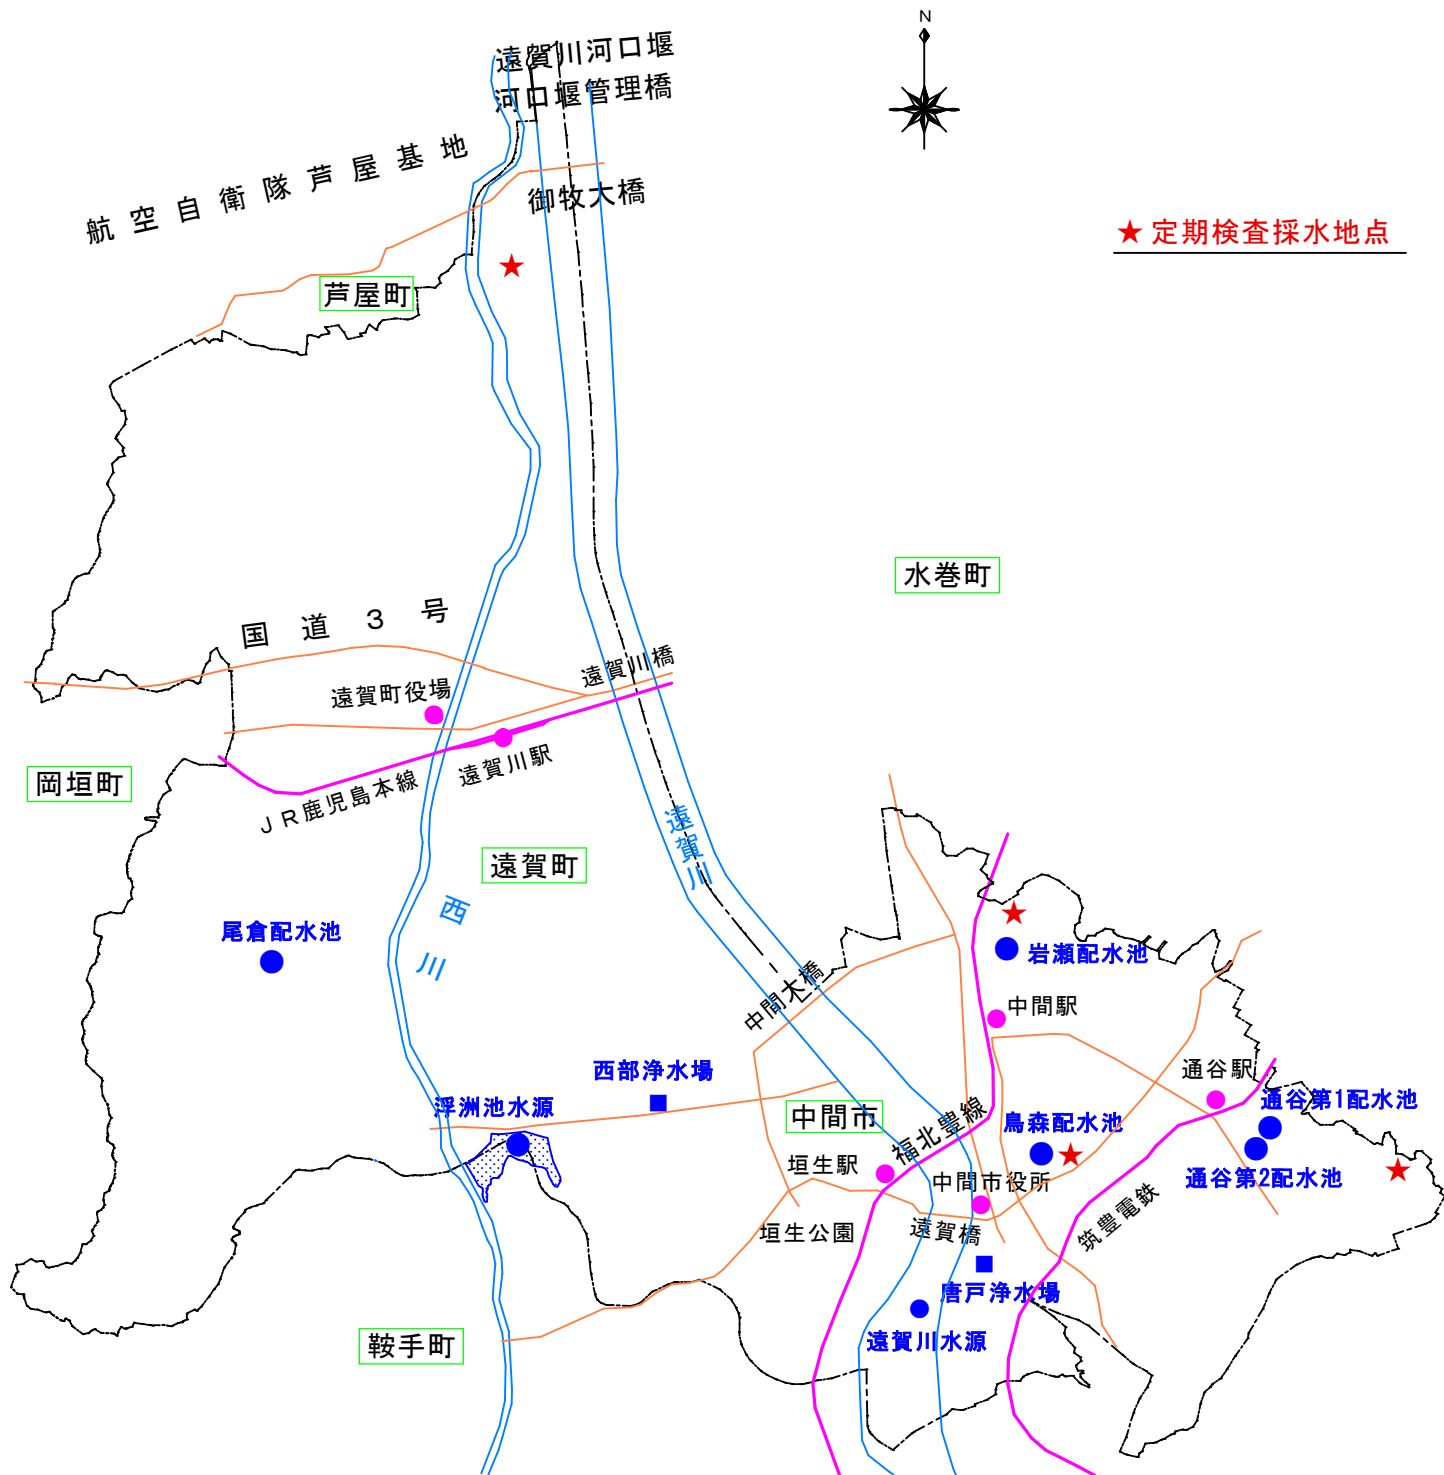 N
遠賀川河口堰
河口堰管理橋
航空自衛隊芦屋基地
御牧大橋
★定期検査採水地点
芦屋町
水巻町
国道3号
遠賀川橋
遠賀町役場
遠賀川駅
岡垣町
JR鹿児島本線
遠賀川
遠賀町
西川
尾倉配水池
岩瀬配水池
中間大橋
中間駅
西部浄水場
通谷駅
浮洲池水源
通谷第1配水池
中間市
福北豊線
鳥森配水池
垣生駅
通谷第2配水池
中間市役所
筑豊電鉄
垣生公園
遠賀橋
唐戸浄水場
遠賀川水源
鞍手町